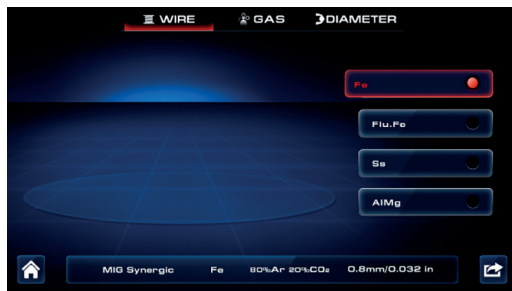 WIRE GAS DIAMETER
Fe
Flu.Fe
Ss
AlMg
MIG Synergic Fe 80%Ar 20%CO₂ 0.8mm/0.032 in